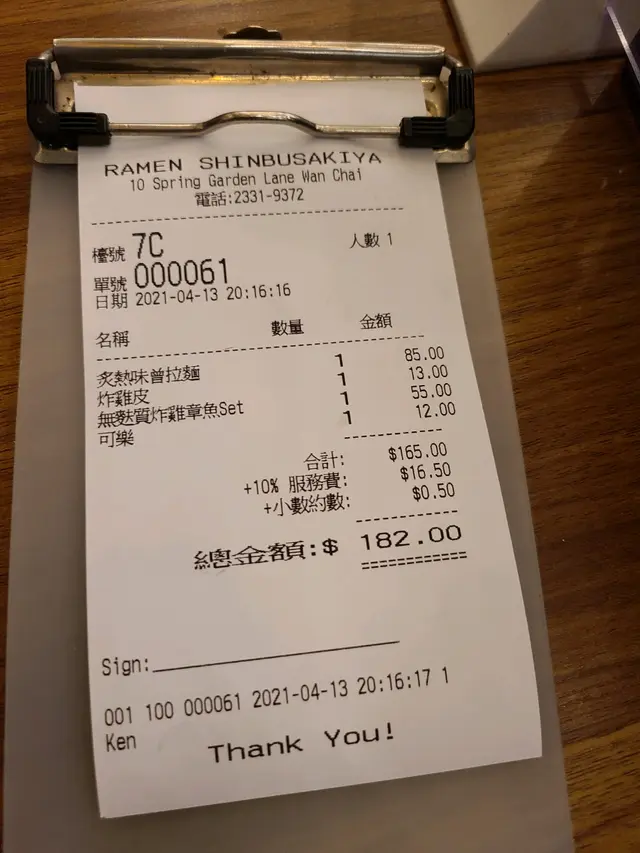 RAMEN SHINBUSAKIYA
10 Spring Garden Lane Wan Chai
電話:2331-9372
檯號 7C 人數 1
單號 000061
日期 2021-04-13 20:16:16
名稱 數量 金額
炙熱味曾拉麵 1 85.00
炸雞皮 1 13.00
無麩質炸雞章魚Set 1 55.00
可樂 1 12.00
合計: $165.00
+10% 服務費: $16.50
+小數約數: $0.50
總金額:$ 182.00
Sign:
001 100 000061 2021-04-13 20:16:17 1
Ken
Thank You!